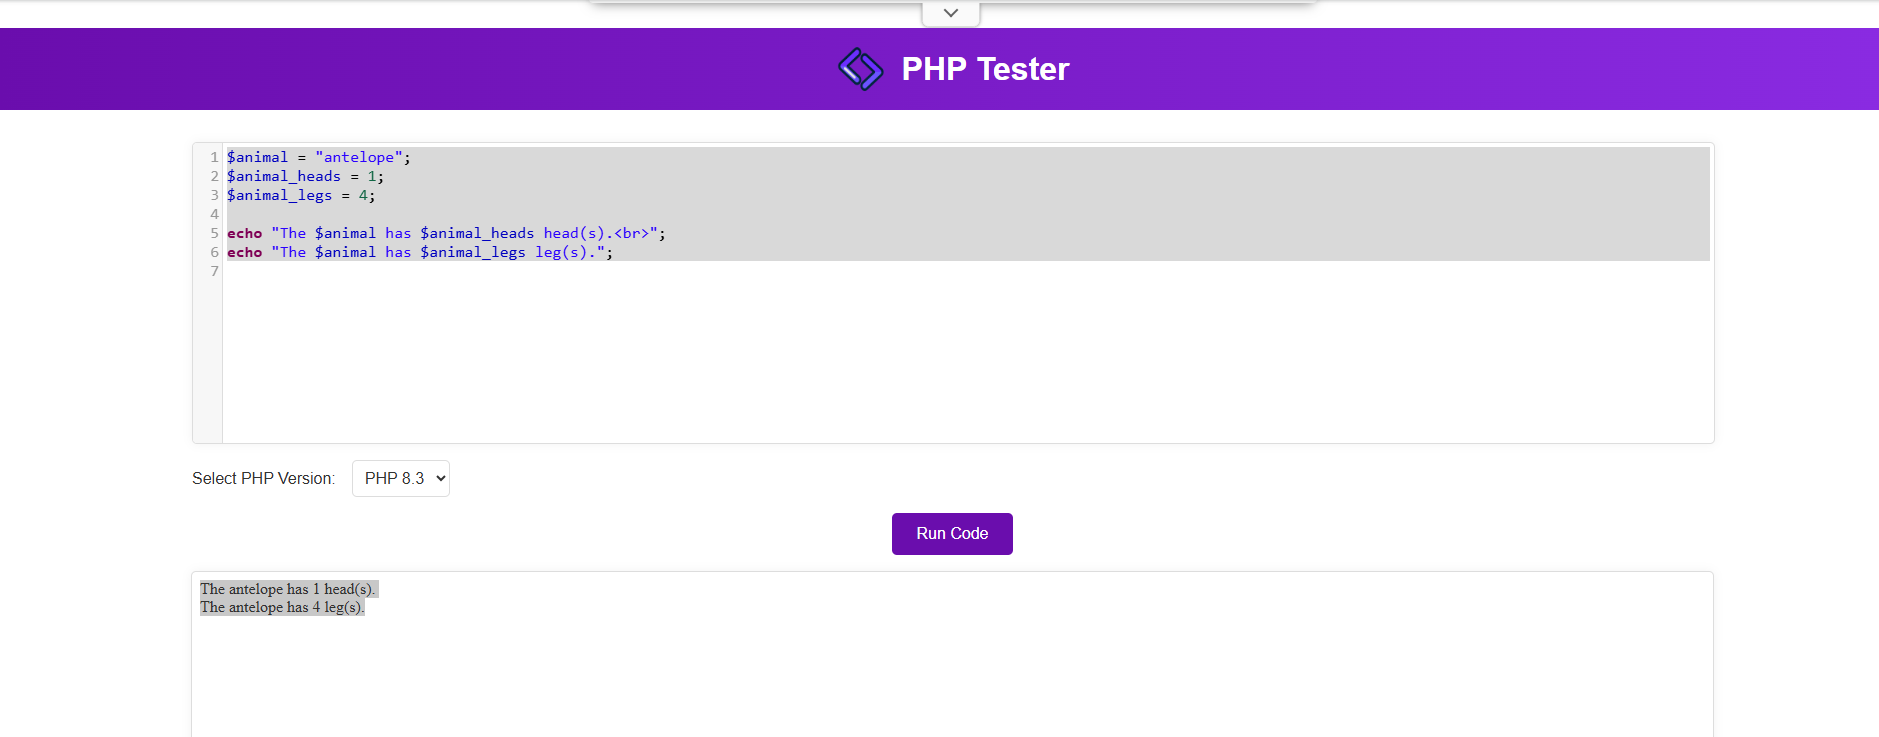 PHP Tester
1 $animal = "antelope";
2 $animal_heads = 1;
3 $animal_legs = 4;
4
5 echo "The $animal has $animal_heads head(s).<br>";
6 echo "The $animal has $animal_legs leg(s).";
7
Select PHP Version: PHP 8.3
Run Code
The antelope has 1 head(s).
The antelope has 4 leg(s).